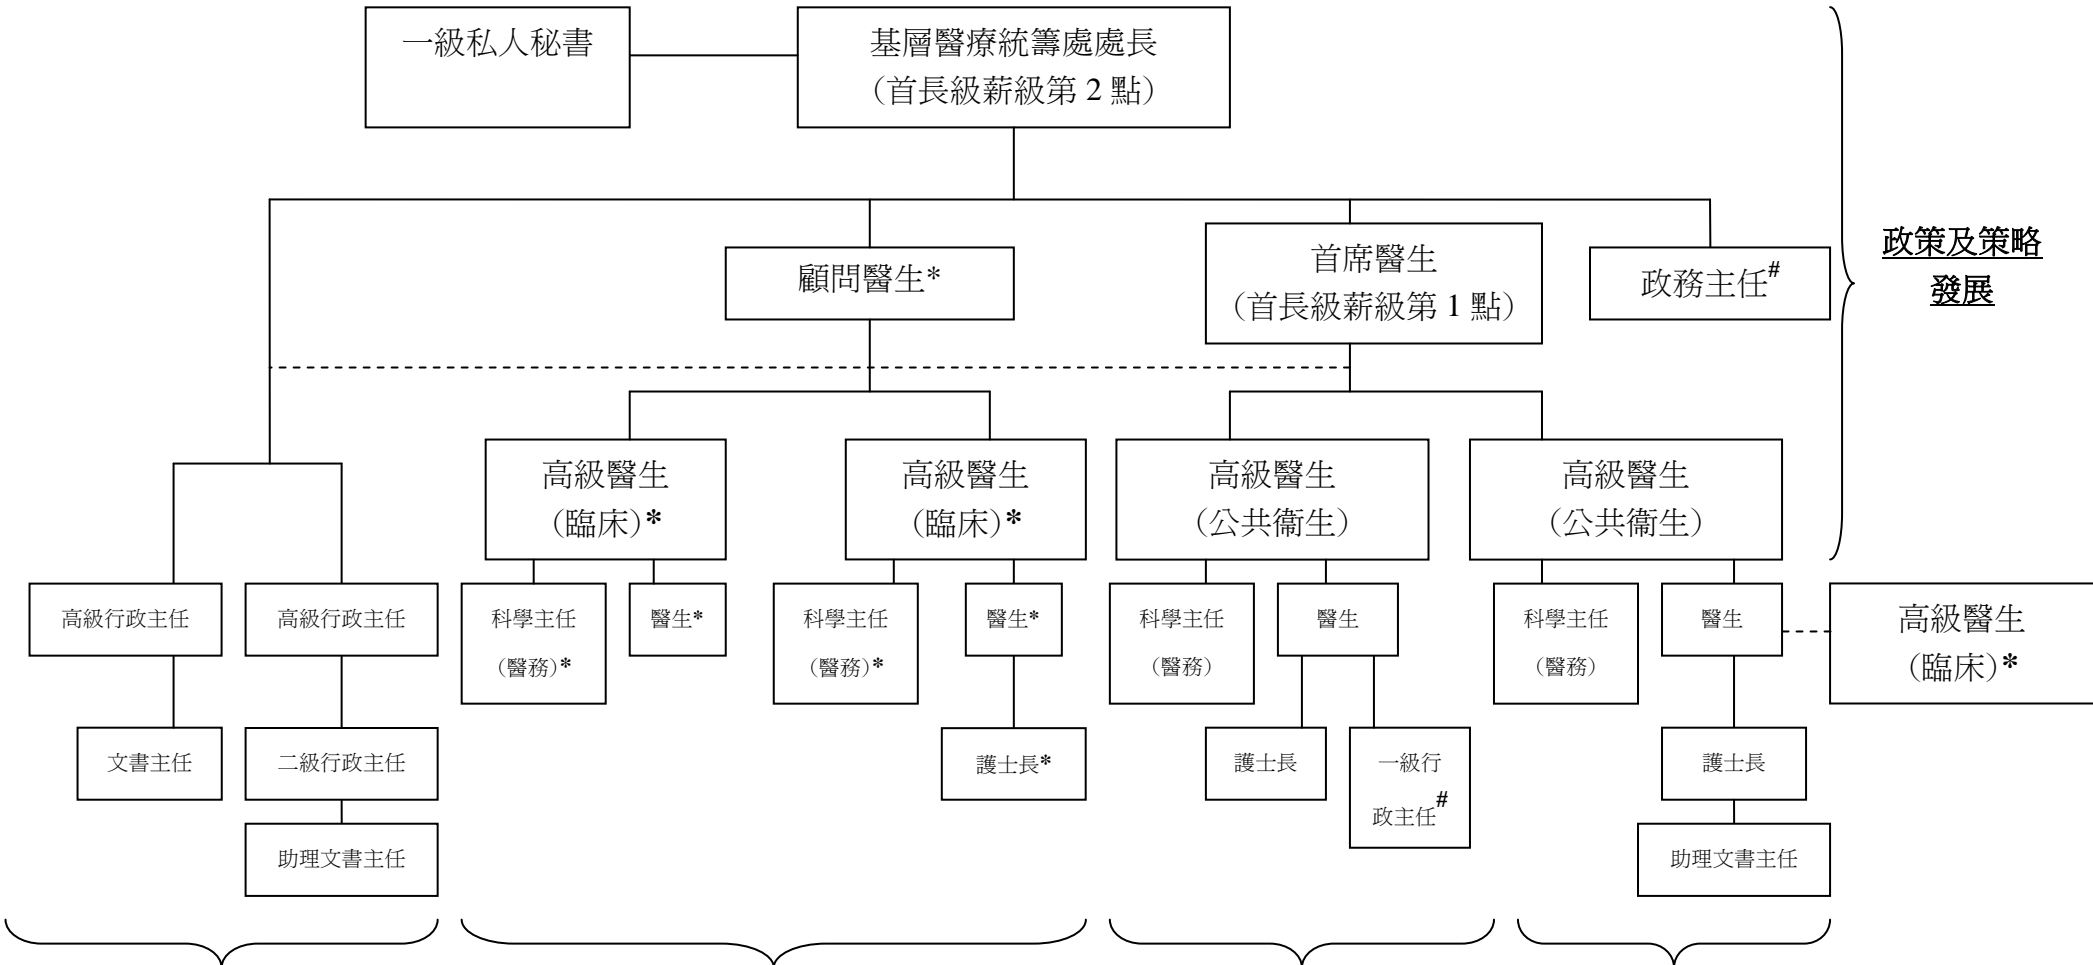 一級私人秘書
基層醫療統籌處處長
（首長級薪級第 2 點）
政策及策略
發展
顧問醫生*
首席醫生
（首長級薪級第 1 點）
政務主任#
高級醫生
（臨床）*
高級醫生
（臨床）*
高級醫生
（公共衞生）
高級醫生
（公共衞生）
高級行政主任
高級行政主任
科學主任
（醫務）*
醫生*
科學主任
（醫務）*
醫生*
科學主任
（醫務）
醫生
科學主任
（醫務）
醫生
高級醫生
（臨床）*
文書主任
二級行政主任
護士長*
護士長
一級行
政主任#
護士長
助理文書主任
助理文書主任